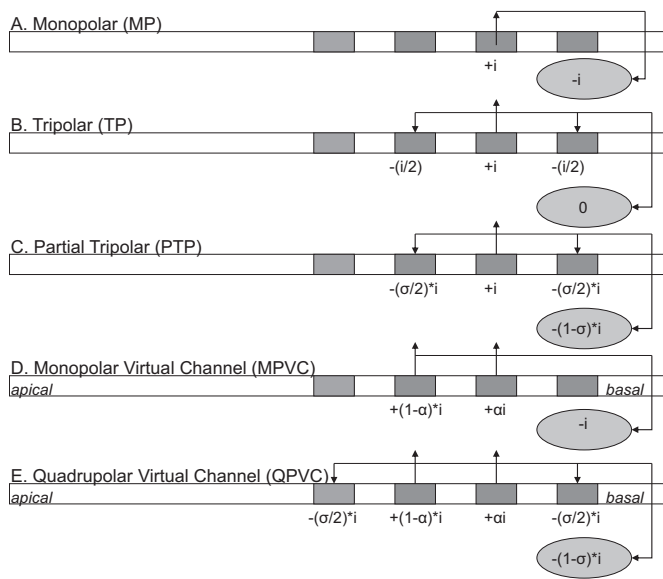 A. Monopolar (MP)
+i
-i
B. Tripolar (TP)
-(i/2) +i -(i/2)
0
C. Partial Tripolar (PTP)
-(σ/2)*i +i -(σ/2)*i
-(1-σ)*i
D. Monopolar Virtual Channel (MPVC)
apical basal
+(1-α)*i +αi
-i
E. Quadrupolar Virtual Channel (QPVC)
apical basal
-(σ/2)*i +(1-α)*i +αi -(σ/2)*i
-(1-σ)*i